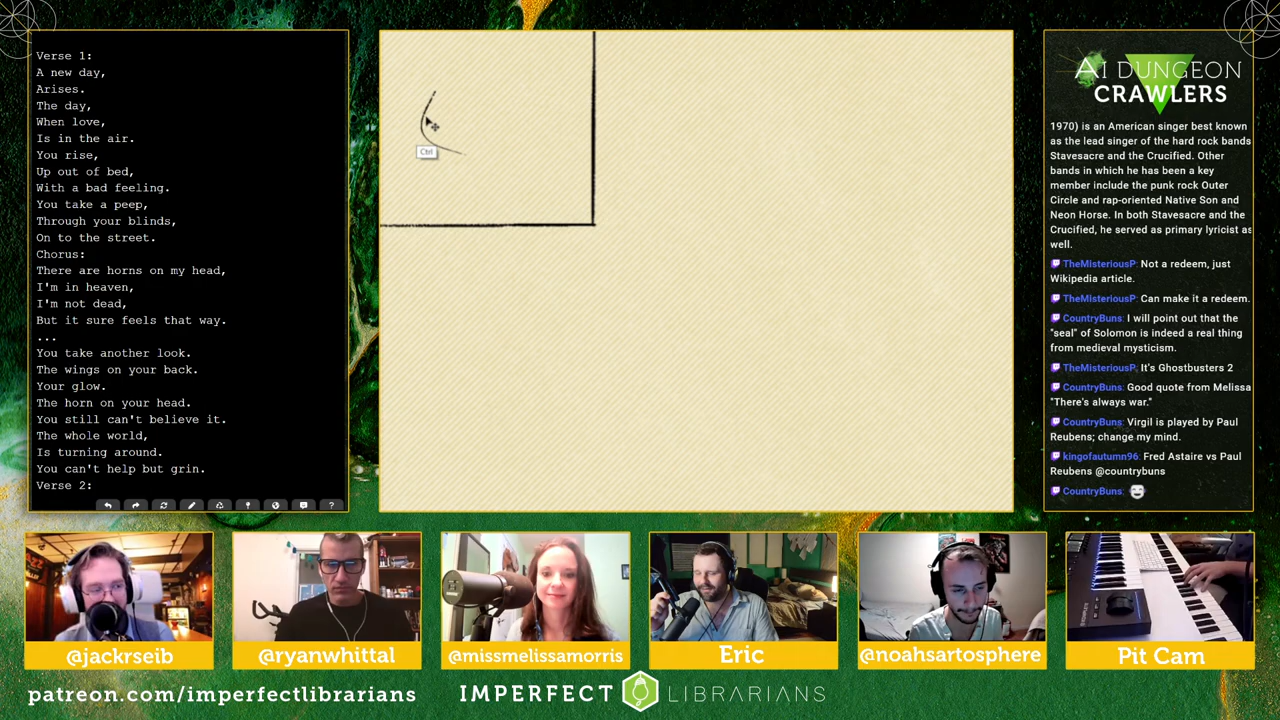 Verse 1:
A new day,
Arises.
The day,
When love,
Is in the air.
You rise,
Up out of bed,
With a bad feeling.
You take a peep,
Through your blinds,
On to the street.
Chorus:
There are horns on my head,
I'm in heaven,
I'm not dead,
But it sure feels that way.
...
You take another look.
The wings on your back.
Your glow.
The horn on your head.
You still can't believe it.
The whole world,
Is turning around.
You can't help but grin.
Verse 2:
?
Ctrl
AI DUNGEON
CRAWLERS
1970) is an American singer best known
as the lead singer of the hard rock bands
Stavesacre and the Crucified. Other
bands in which he has been a key
member include the punk rock Outer
Circle and rap-oriented Native Son and
Neon Horse. In both Stavesacre and the
Crucified, he served as primary lyricist as
well.
TheMIsteriousP: Not a redeem, just
Wikipedia article.
TheMIsteriousP: Can make it a redeem.
CountryBuns: I will point out that the
"seal" of Solomon is indeed a real thing
from medieval mysticism.
TheMIsteriousP: It's Ghostbusters 2
CountryBuns: Good quote from Melissa
"There's always war."
CountryBuns: Virgil is played by Paul
Reubens; change my mind.
kingofautumn96: Fred Astaire vs Paul
Reubens @countrybuns
CountryBuns:
@jackrseib
@ryanwhittal
@missmelissamorris
Eric
@noahsartosphere
Pit Cam
patreon.com/imperfectlibrarians
IMPERFECT LIBRARIANS